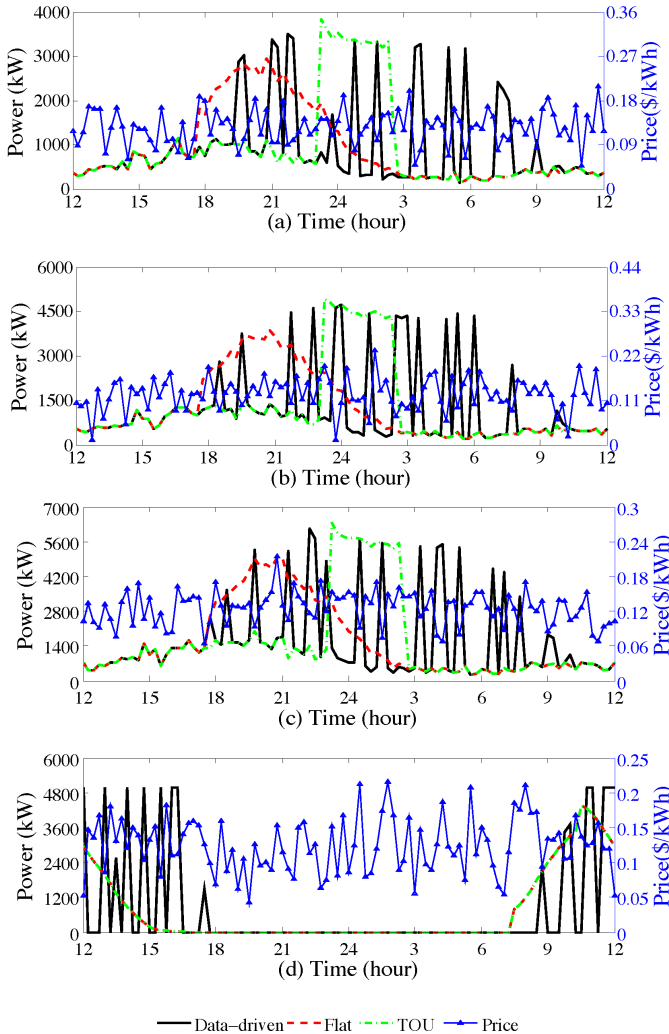 4000 0.36
3000 0.27
2000 0.18
1000 0.09
0 0
Power (kW)
Price($/kWh)
12 15 18 21 24 3 6 9 12
(a) Time (hour)
6000 0.44
4500 0.33
3000 0.22
1500 0.11
0 0
Power (kW)
Price($/kWh)
12 15 18 21 24 3 6 9 12
(b) Time (hour)
7000 0.3
5600 0.24
4200 0.18
2800 0.12
1400 0.06
0 0
Power (kW)
Price($/kWh)
12 15 18 21 24 3 6 9 12
(c) Time (hour)
6000 0.25
4800 0.2
3600 0.15
2400 0.1
1200 0.05
0 0
Power (kW)
Price($/kWh)
12 15 18 21 24 3 6 9 12
(d) Time (hour)
Data-driven Flat TOU Price